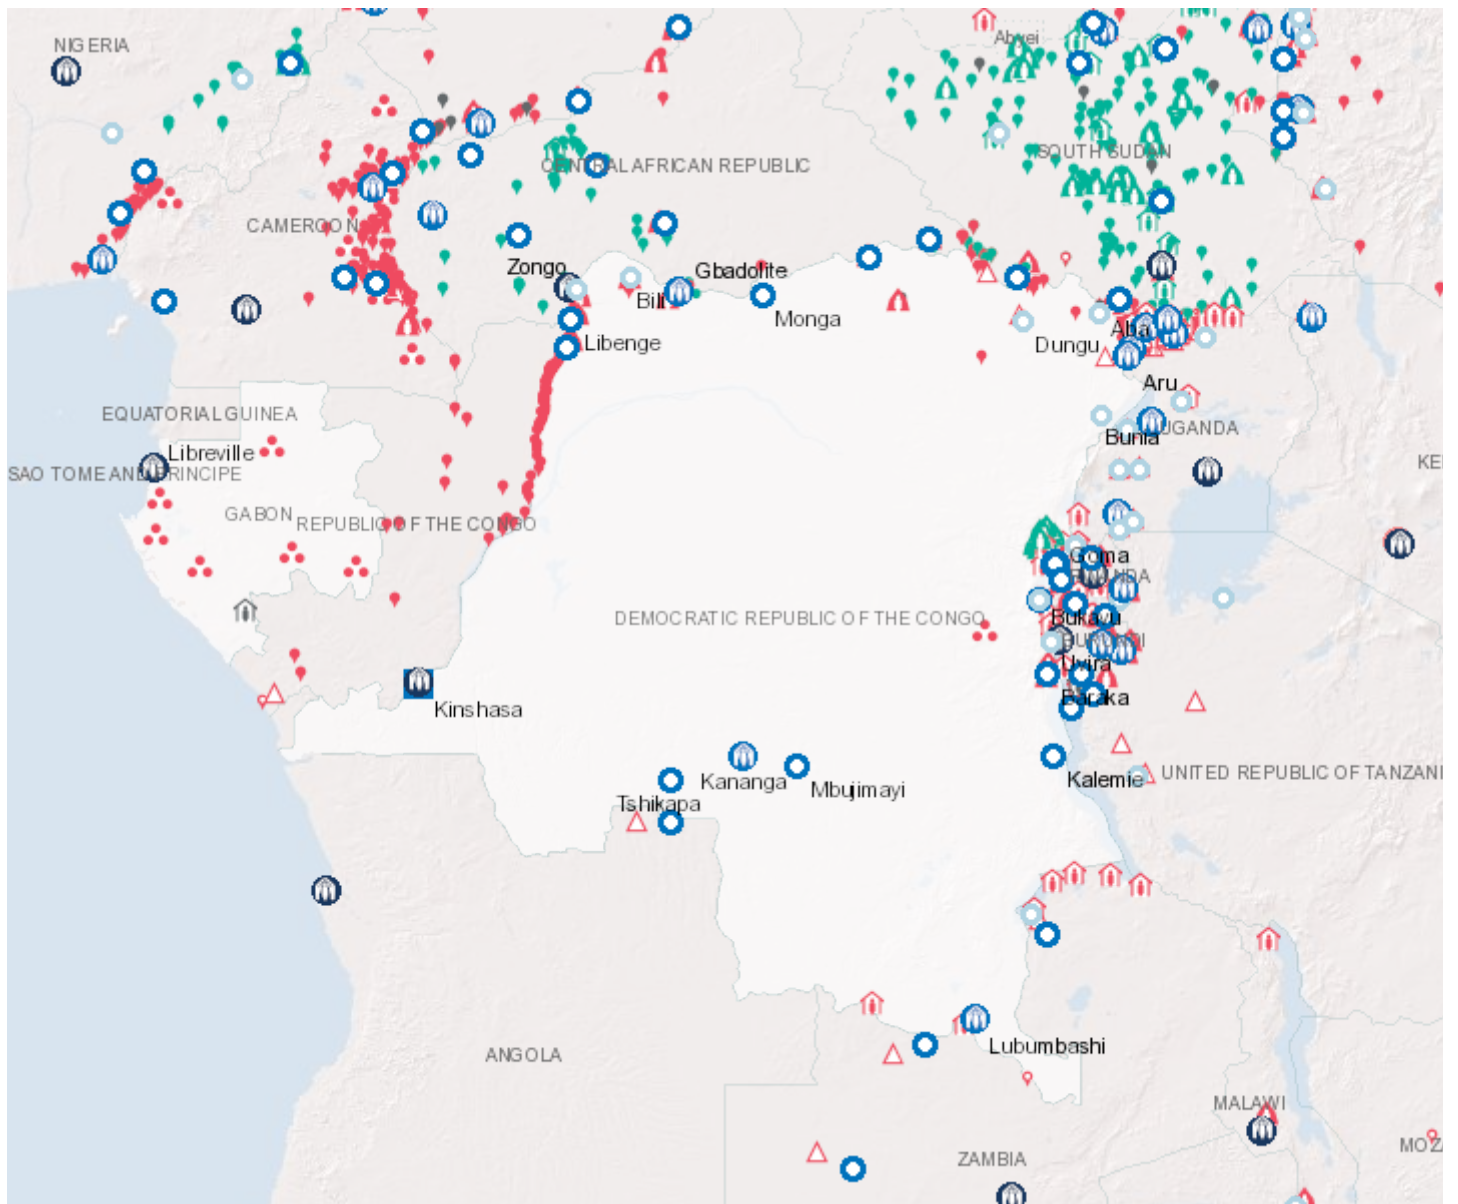 NIGERIA
Abyei
CENTRAL AFRICAN REPUBLIC
SOUTH SUDAN
CAMEROON
Zongo
Gbadolite
Bili
Monga
Libenge
Aba
Dungu
Aru
EQUATORIAL GUINEA
Bunia
UGANDA
Libreville
SAO TOME AND PRINCIPE
GABON
REPUBLIC OF THE CONGO
Goma
DEMOCRATIC REPUBLIC OF THE CONGO
Bukavu
Uvira
Baraka
Kinshasa
Kananga
Mbujimayi
Tshikapa
Kalemie
UNITED REPUBLIC OF TANZANI
ANGOLA
Lubumbashi
MALAWI
ZAMBIA